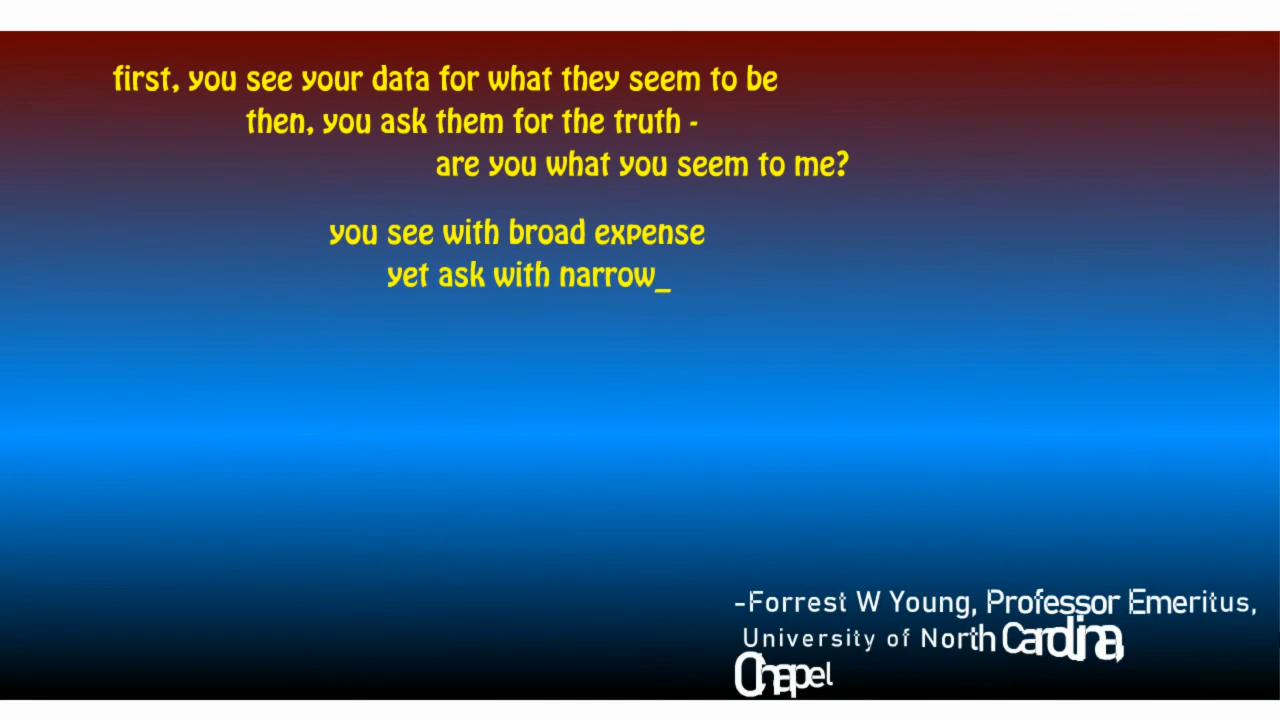 first, you see your data for what they seem to be
then, you ask them for the truth -
are you what you seem to me?
you see with broad expense
yet ask with narrow_
-Forrest W Young, Professor Emeritus,
University of North Carolina,
Chapel